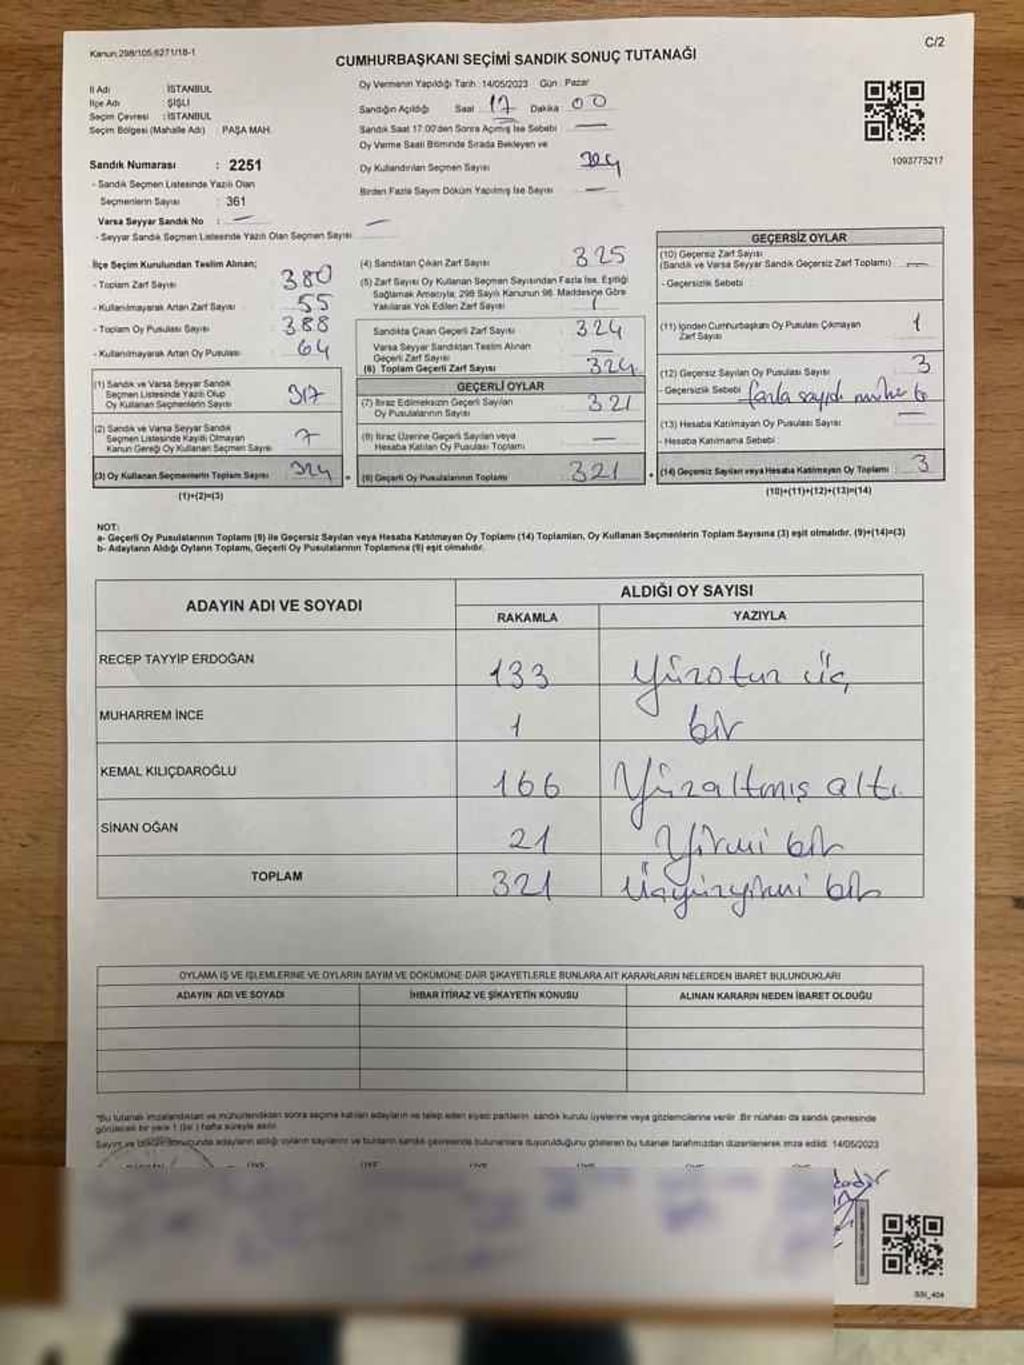 Kanun:298/105,6271/18-1
C/2
CUMHURBAŞKANI SEÇİMİ SANDIK SONUÇ TUTANAĞI
İl Adı İSTANBUL
İlçe Adı ŞİŞLİ
Seçim Çevresi : İSTANBUL
Seçim Bölgesi (Mahalle Adı) PAŞA MAH.
Sandık Numarası : 2251
- Sandık Seçmen Listesinde Yazılı Olan
Seçmenlerin Sayısı : 361
Varsa Seyyar Sandık No : —
- Seyyar Sandık Seçmen Listesinde Yazılı Olan Seçmen Sayısı —
Oy Vermenin Yapıldığı Tarih: 14/05/2023 Gün : Pazar
Sandığın Açıldığı Saat 17 Dakika 00
Sandık Saat 17:00'den Sonra Açılmış İse Sebebi —
Oy Verme Saati Bitiminde Sırada Bekleyen ve
Oy Kullandırılan Seçmen Sayısı 324
Birden Fazla Sayım Döküm Yapılmış İse Sayısı —
1093775217
İlçe Seçim Kurulundan Teslim Alınan;
- Toplam Zarf Sayısı 380
- Kullanılmayarak Artan Zarf Sayısı 55
- Toplam Oy Pusulası Sayısı 388
- Kullanılmayarak Artan Oy Pusulası 64
(1) Sandık ve Varsa Seyyar Sandık
Seçmen Listesinde Yazılı Olup
Oy Kullanan Seçmenlerin Sayısı 317
(2) Sandık ve Varsa Seyyar Sandık
Seçmen Listesinde Kayıtlı Olmayan
Kanun Gereği Oy Kullanan Seçmen Sayısı 7
(3) Oy Kullanan Seçmenlerin Toplam Sayısı 324
(1)+(2)=(3)
(4) Sandıktan Çıkan Zarf Sayısı 325
(5) Zarf Sayısı Oy Kullanan Seçmen Sayısından Fazla İse, Eşitliği
Sağlamak Amacıyla; 298 Sayılı Kanunun 98. Maddesine Göre
Yakılarak Yok Edilen Zarf Sayısı 1
Sandıkta Çıkan Geçerli Zarf Sayısı 324
Varsa Seyyar Sandıktan Teslim Alınan
Geçerli Zarf Sayısı —
(6) Toplam Geçerli Zarf Sayısı 324
GEÇERLİ OYLAR
(7) İtiraz Edilmeksizin Geçerli Sayılan
Oy Pusulalarının Sayısı 321
(8) İtiraz Üzerine Geçerli Sayılan veya
Hesaba Katılan Oy Pusulası Toplamı —
= (9) Geçerli Oy Pusulalarının Toplamı 321
GEÇERSİZ OYLAR
(10) Geçersiz Zarf Sayısı
(Sandık ve Varsa Seyyar Sandık Geçersiz Zarf Toplamı) —
- Geçersizlik Sebebi
(11) İçinden Cumhurbaşkanı Oy Pusulası Çıkmayan
Zarf Sayısı 1
(12) Geçersiz Sayılan Oy Pusulası Sayısı 3
- Geçersizlik Sebebi fazla sayıda
(13) Hesaba Katılmayan Oy Pusulası Sayısı —
- Hesaba Katılmama Sebebi
+ (14) Geçersiz Sayılan veya Hesaba Katılmayan Oy Toplamı 3
(10)+(11)+(12)+(13)=(14)
NOT:
a- Geçerli Oy Pusulalarının Toplamı (9) ile Geçersiz Sayılan veya Hesaba Katılmayan Oy Toplamı (14) Toplamları, Oy Kullanan Seçmenlerin Toplam Sayısına (3) eşit olmalıdır. (9)+(14)=(3)
b- Adayların Aldığı Oyların Toplamı, Geçerli Oy Pusulalarının Toplamına (9) eşit olmalıdır.
ADAYIN ADI VE SOYADI ALDIĞI OY SAYISI
RAKAMLA YAZIYLA
RECEP TAYYİP ERDOĞAN 133 Yüzotuz üç
MUHARREM İNCE 1 bir
KEMAL KILIÇDAROĞLU 166 Yüzaltmış altı
SİNAN OĞAN 21 Yirmi bir
TOPLAM 321 Üçyüzyirmi bir
OYLAMA İŞ VE İŞLEMLERİNE VE OYLARIN SAYIM VE DÖKÜMÜNE DAİR ŞİKAYETLERLE BUNLARA AİT KARARLARIN NELERDEN İBARET BULUNDUKLARI
ADAYIN ADI VE SOYADI İHBAR İTİRAZ VE ŞİKAYETİN KONUSU ALINAN KARARIN NEDEN İBARET OLDUĞU
*Bu tutanak imzalandıktan ve mühürlendikten sonra seçime katılan adayların ve talep eden siyasi partilerin sandık kurulu üyelerine veya gözlemcilerine verilir. Bir nüshası da sandık çevresinde
görülecek bir yere 1 (bir) hafta süreyle asılır.
Sayım ve döküm sonucunda adayların aldığı oyların sayılarını ve bunların sandık çevresinde bulunanlara duyurulduğunu gösteren bu tutanak tarafımızdan düzenlenerek imza edildi. 14/05/2023